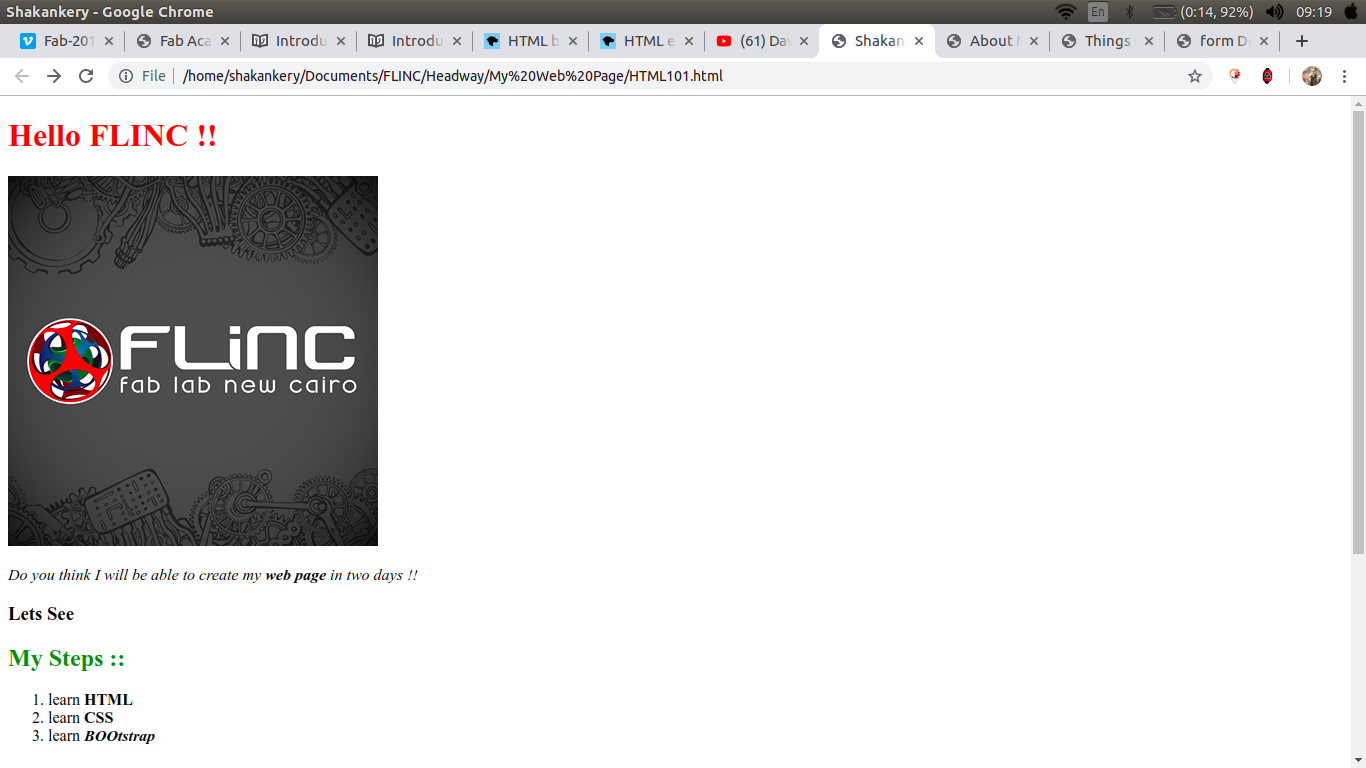 Shakankery - Google Chrome
En (0:14, 92%) 09:19
Fab-201 Fab Aca Introdu Introdu HTML b HTML e (61) Dav Shakan About Things form D
File /home/shakankery/Documents/FLINC/Headway/My%20Web%20Page/HTML101.html
Hello FLINC !!
FLiNC
fab lab new cairo
Do you think I will be able to create my web page in two days !!
Lets See
My Steps ::
1. learn HTML
2. learn CSS
3. learn BOOtstrap